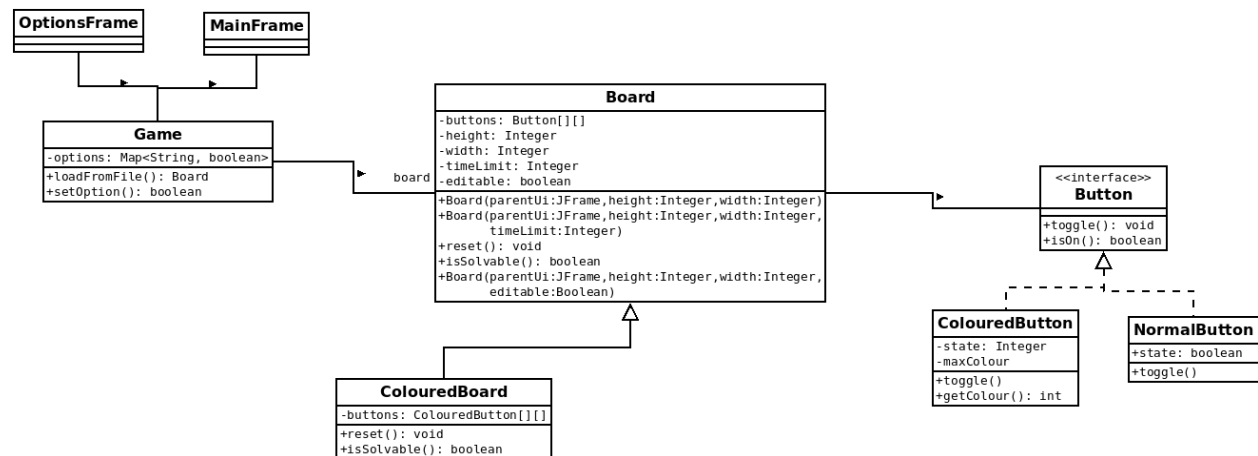 OptionsFrame
MainFrame
Game
-options: Map<String, boolean>
+loadFromFile(): Board
+setOption(): boolean
board
Board
-buttons: Button[][]
-height: Integer
-width: Integer
-timeLimit: Integer
-editable: boolean
+Board(parentUi:JFrame,height:Integer,width:Integer)
+Board(parentUi:JFrame,height:Integer,width:Integer,
timeLimit:Integer)
+reset(): void
+isSolvable(): boolean
+Board(parentUi:JFrame,height:Integer,width:Integer,
editable:Boolean)
<<interface>>
Button
+toggle(): void
+isOn(): boolean
ColouredButton
-state: Integer
-maxColour
+toggle()
+getColour(): int
NormalButton
+state: boolean
+toggle()
ColouredBoard
-buttons: ColouredButton[][]
+reset(): void
+isSolvable(): boolean